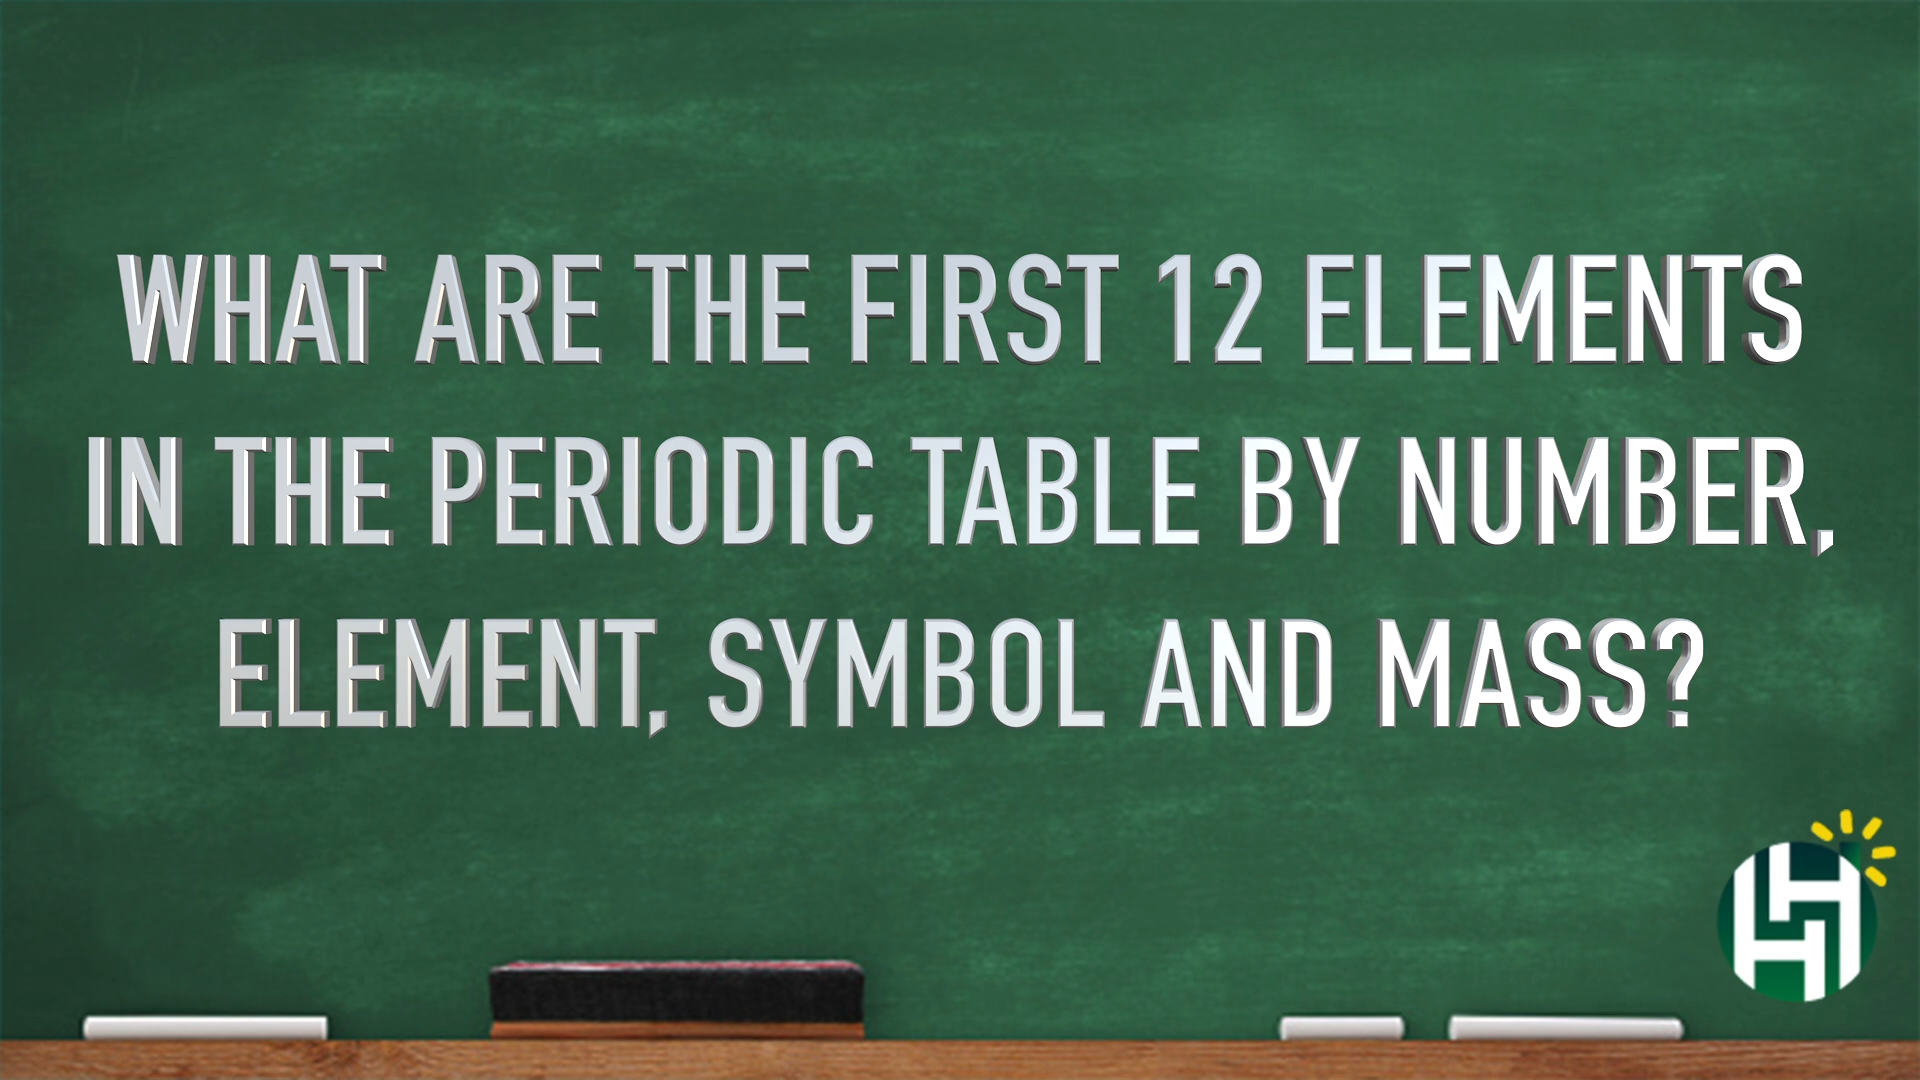 WHAT ARE THE FIRST 12 ELEMENTS
IN THE PERIODIC TABLE BY NUMBER,
ELEMENT, SYMBOL AND MASS?